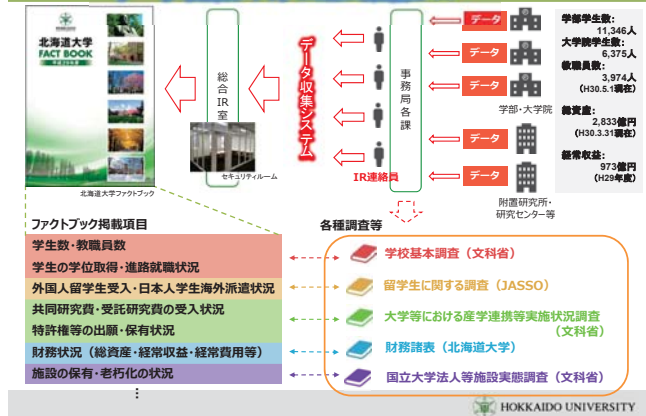 北海道大学
FACT BOOK
平成29年度
北海道大学ファクトブック
総合IR室
セキュリティルーム
データ収集システム
IR連絡員
事務局各課
データ
データ
データ
学部・大学院
データ
データ
附置研究所・
研究センター等
学部学生数:
11,346人
大学院学生数:
6,375人
教職員数:
3,974人
(H30.5.1現在)
総資産:
2,833億円
(H30.3.31現在)
経常収益:
973億円
(H29年度)
ファクトブック掲載項目
学生数・教職員数
学生の学位取得・進路就職状況
外国人留学生受入・日本人学生海外派遣状況
共同研究費・受託研究費の受入状況
特許権等の出願・保有状況
財務状況（総資産・経常収益・経常費用等）
施設の保有・老朽化の状況
⋮
各種調査等
学校基本調査（文科省）
留学生に関する調査（JASSO）
大学等における産学連携等実施状況調査
（文科省）
財務諸表（北海道大学）
国立大学法人等施設実態調査（文科省）
HOKKAIDO UNIVERSITY